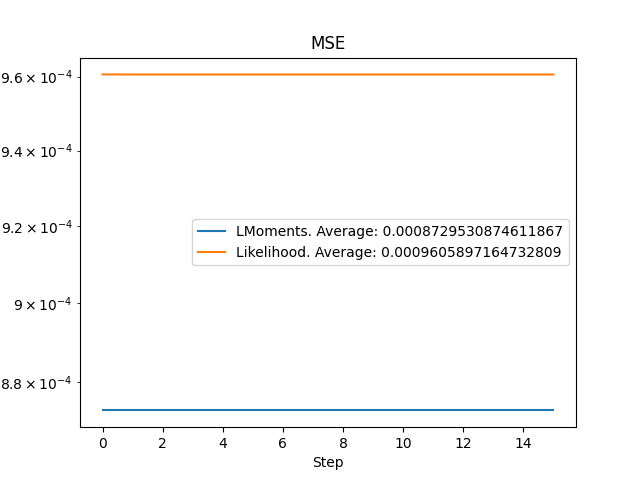 MSE
9.6 × 10⁻⁴
9.4 × 10⁻⁴
9.2 × 10⁻⁴
9 × 10⁻⁴
8.8 × 10⁻⁴
LMoments. Average: 0.0008729530874611867
Likelihood. Average: 0.0009605897164732809
0 2 4 6 8 10 12 14
Step